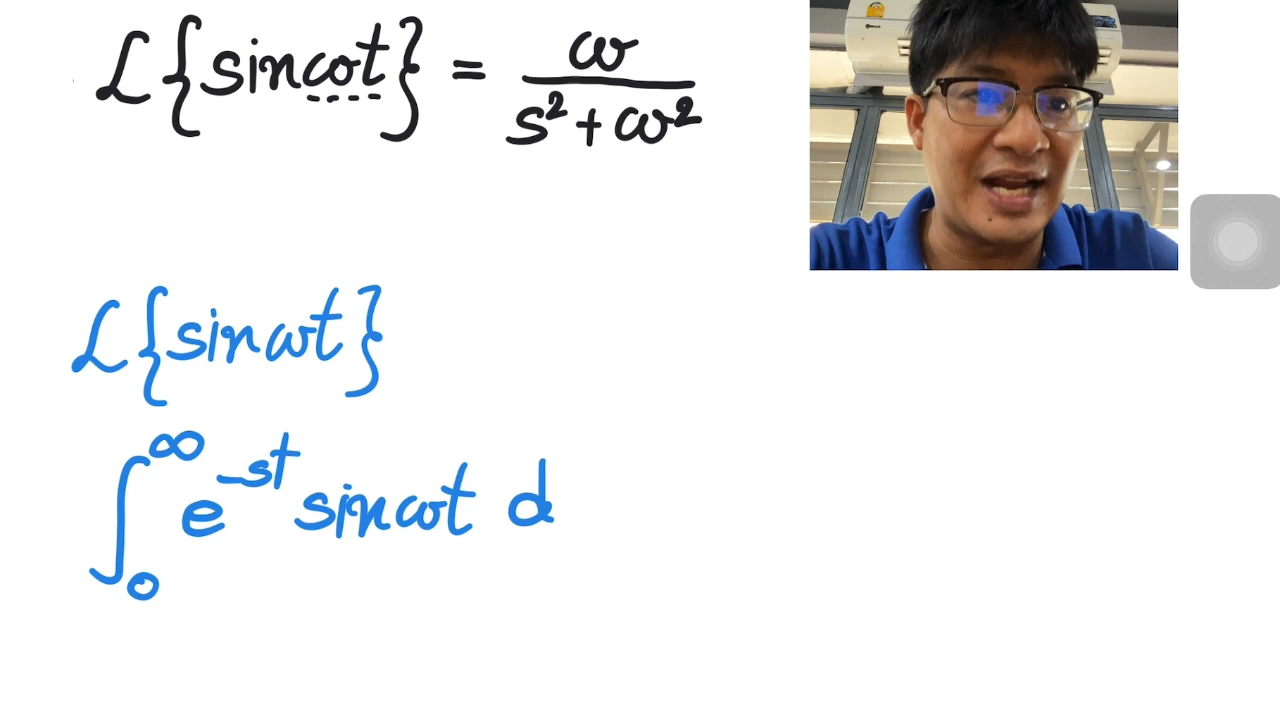 ℒ{sinωt} = ω / (s² + ω²)
ℒ{sinωt}
∫₀^∞ e^(-st) sinωt d